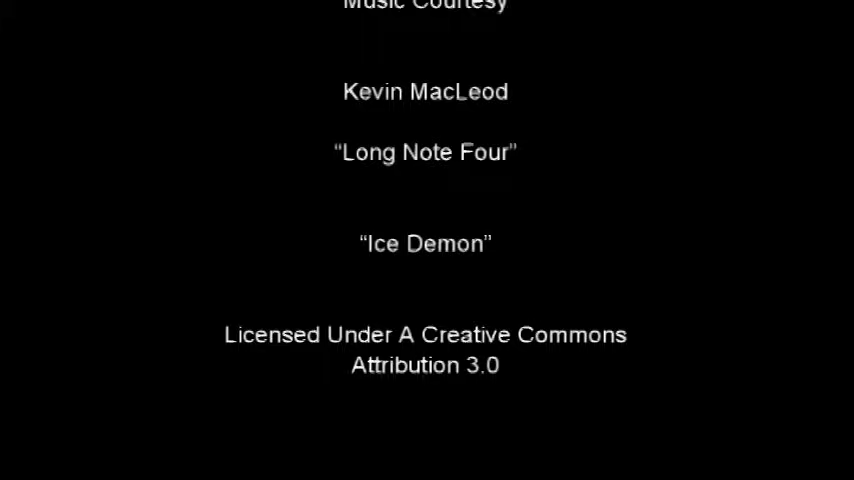 Music Courtesy
Kevin MacLeod
“Long Note Four”
“Ice Demon”
Licensed Under A Creative Commons
Attribution 3.0